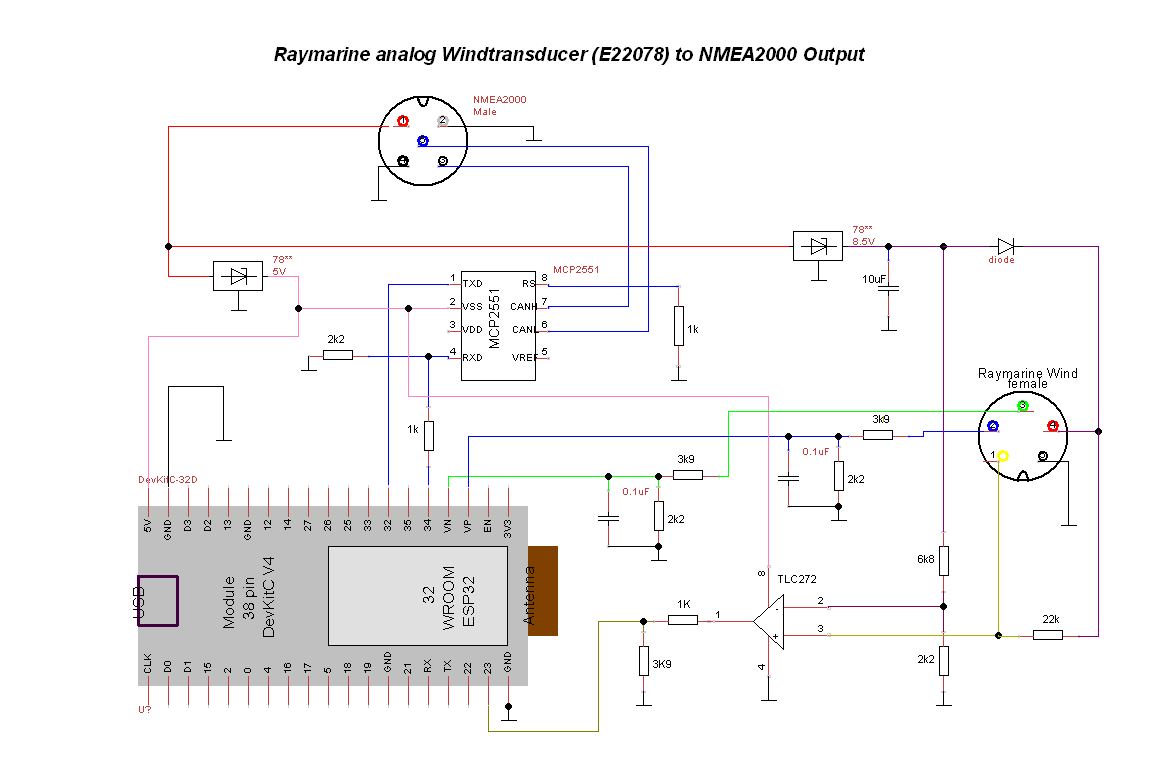 Raymarine analog Windtransducer (E22078) to NMEA2000 Output
NMEA2000
Male
1
2
78**
5V
78**
8.5V
diode
10uF
MCP2551
MCP2551
1
TXD
2
VSS
3
VDD
4
RXD
RS
8
CANH
7
CANL
6
VREF
5
2k2
1k
1k
Raymarine Wind
female
1
3k9
0.1uF
2k2
3k9
0.1uF
2k2
DevKitC-32D
5V
GND
D3
D2
13
GND
12
14
27
26
25
33
32
35
34
VN
VP
EN
3V3
USB
Module
38 pin
DevKitC V4
32
WROOM
ESP32
Antenna
CLK
D0
D1
15
2
0
4
16
17
5
18
19
GND
21
RX
TX
22
23
GND
U?
TLC272
8
2
3
1
4
-
+
1K
3K9
6k8
2k2
22k